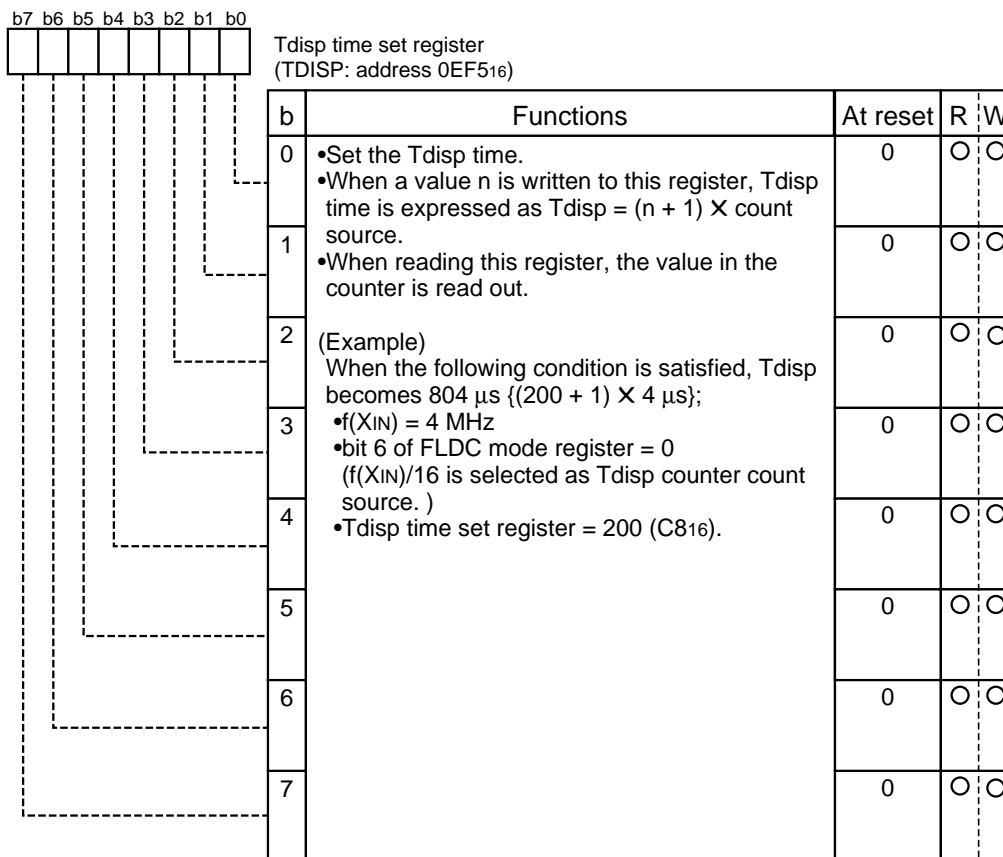 b7 b6 b5 b4 b3 b2 b1 b0
Tdisp time set register
(TDISP: address 0EF516)
b Functions At reset R W
0 •Set the Tdisp time. 0 O O
•When a value n is written to this register, Tdisp
time is expressed as Tdisp = (n + 1) ✕ count
source.
1 0 O O
•When reading this register, the value in the
counter is read out.
2 0 O O
(Example)
When the following condition is satisfied, Tdisp
becomes 804 μs {(200 + 1) ✕ 4 μs};
3 •f(XIN) = 4 MHz 0 O O
•bit 6 of FLDC mode register = 0
(f(XIN)/16 is selected as Tdisp counter count
source. )
4 0 O O
•Tdisp time set register = 200 (C816).
5 0 O O
6 0 O O
7 0 O O